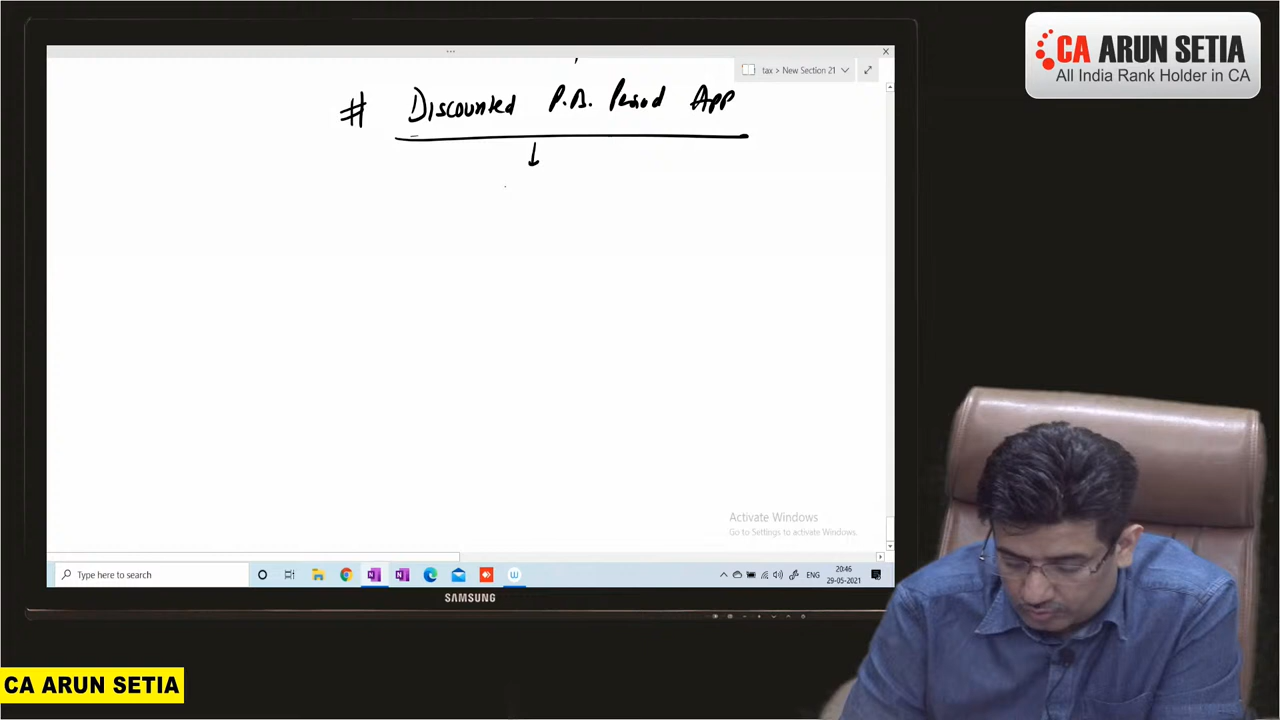 CA ARUN SETIA
All India Rank Holder in CA
tax > New Section 21
# Discounted P.B. Period App
Activate Windows
Go to Settings to activate Windows.
Type here to search
ENG
20:46
29-05-2021
SAMSUNG
CA ARUN SETIA